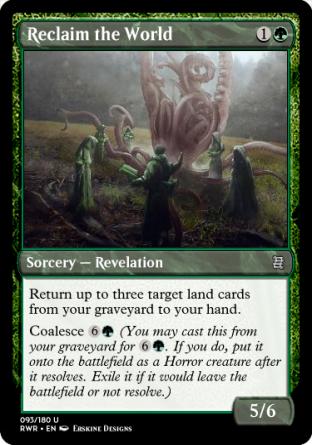 Reclaim the World 1
Sorcery — Revelation
Return up to three target land cards
from your graveyard to your hand.
Coalesce 6 (You may cast this from
your graveyard for 6. If you do, put it
onto the battlefield as a Horror creature after
it resolves. Exile it if it would leave the
battlefield or not resolve.)
5/6
093/180 U
RWR • EN Erskine Designs